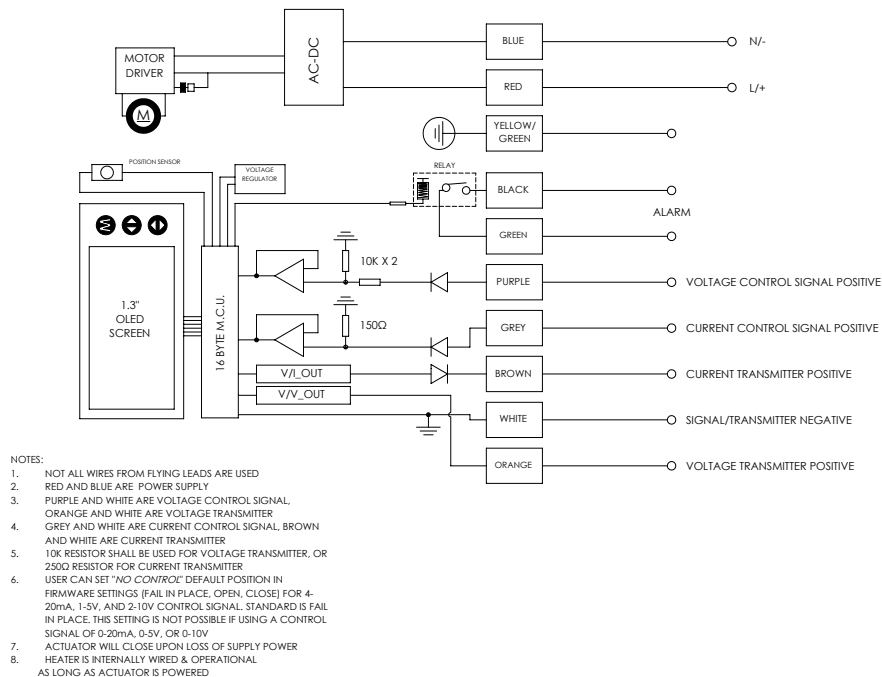 MOTOR
DRIVER
M
AC-DC
BLUE
N/-
RED
L/+
YELLOW/
GREEN
POSITION SENSOR
VOLTAGE
REGULATOR
RELAY
BLACK
ALARM
GREEN
10K X 2
PURPLE
VOLTAGE CONTROL SIGNAL POSITIVE
1.3"
OLED
SCREEN
16 BYTE M.C.U.
150Ω
GREY
CURRENT CONTROL SIGNAL POSITIVE
V/I_OUT
BROWN
CURRENT TRANSMITTER POSITIVE
V/V_OUT
WHITE
SIGNAL/TRANSMITTER NEGATIVE
ORANGE
VOLTAGE TRANSMITTER POSITIVE
NOTES:
1. NOT ALL WIRES FROM FLYING LEADS ARE USED
2. RED AND BLUE ARE POWER SUPPLY
3. PURPLE AND WHITE ARE VOLTAGE CONTROL SIGNAL,
ORANGE AND WHITE ARE VOLTAGE TRANSMITTER
4. GREY AND WHITE ARE CURRENT CONTROL SIGNAL, BROWN
AND WHITE ARE CURRENT TRANSMITTER
5. 10K RESISTOR SHALL BE USED FOR VOLTAGE TRANSMITTER, OR
250Ω RESISTOR FOR CURRENT TRANSMITTER
6. USER CAN SET "NO CONTROL" DEFAULT POSITION IN
FIRMWARE SETTINGS (FAIL IN PLACE, OPEN, CLOSE) FOR 4-
20mA, 1-5V, AND 2-10V CONTROL SIGNAL. STANDARD IS FAIL
IN PLACE. THIS SETTING IS NOT POSSIBLE IF USING A CONTROL
SIGNAL OF 0-20mA, 0-5V, OR 0-10V
7. ACTUATOR WILL CLOSE UPON LOSS OF SUPPLY POWER
8. HEATER IS INTERNALLY WIRED & OPERATIONAL
AS LONG AS ACTUATOR IS POWERED